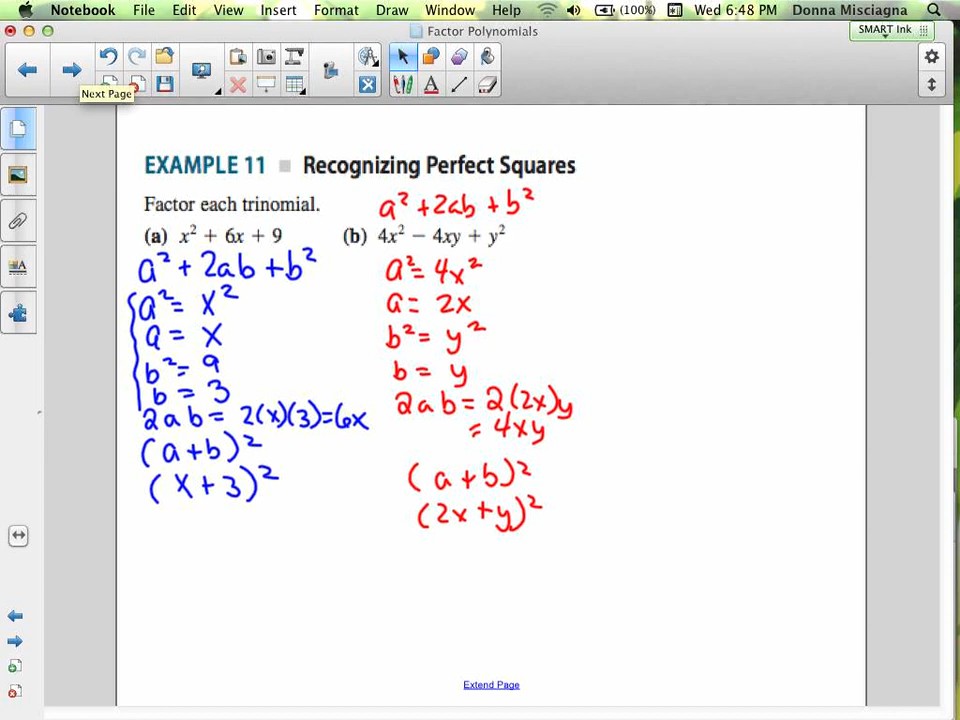 Notebook File Edit View Insert Format Draw Window Help (100%) Wed 6:48 PM Donna Misciagna
Factor Polynomials
SMART Ink
Next Page
EXAMPLE 11 ■ Recognizing Perfect Squares
Factor each trinomial.
a² + 2ab + b²
(a) x² + 6x + 9 (b) 4x² − 4xy + y²
a² + 2ab + b²
a² = x²
a = x
b² = 9
b = 3
2ab = 2(x)(3) = 6x
(a+b)²
(x+3)²
a² = 4x²
a = 2x
b² = y²
b = y
2ab = 2(2x)y
= 4xy
(a+b)²
(2x+y)²
Extend Page